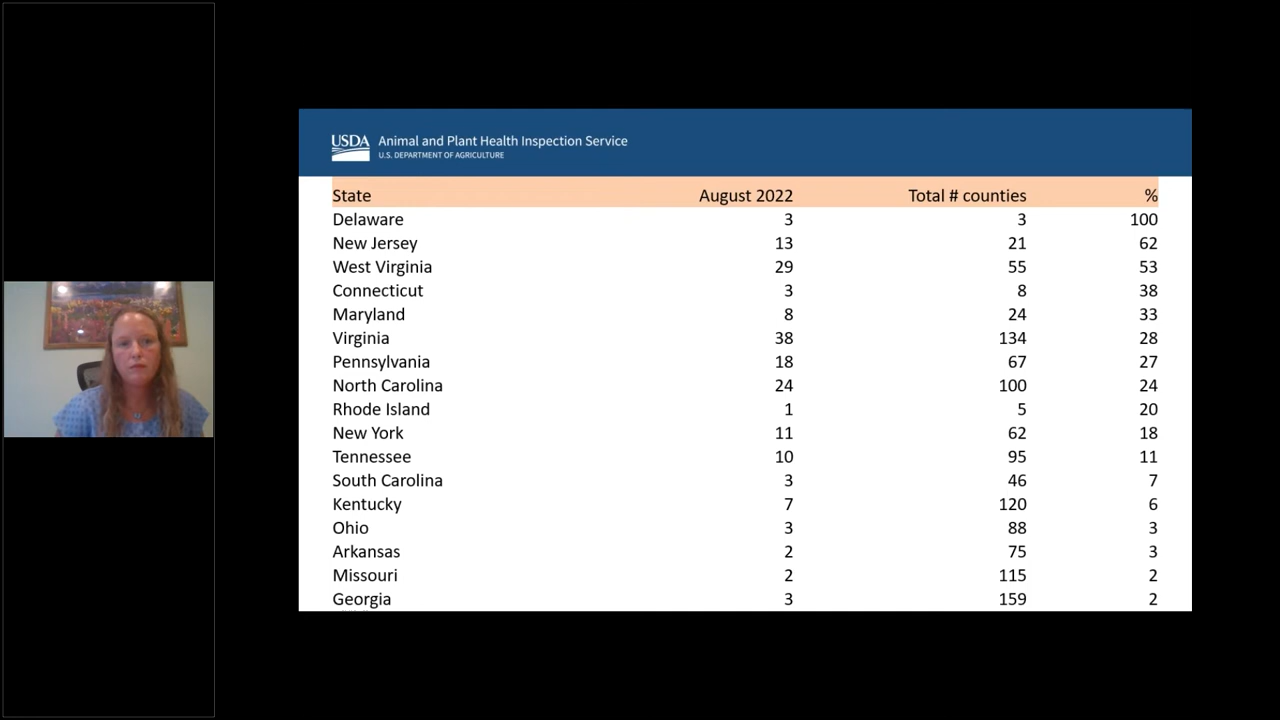 USDA Animal and Plant Health Inspection Service
U.S. DEPARTMENT OF AGRICULTURE
State August 2022 Total # counties %
Delaware 3 3 100
New Jersey 13 21 62
West Virginia 29 55 53
Connecticut 3 8 38
Maryland 8 24 33
Virginia 38 134 28
Pennsylvania 18 67 27
North Carolina 24 100 24
Rhode Island 1 5 20
New York 11 62 18
Tennessee 10 95 11
South Carolina 3 46 7
Kentucky 7 120 6
Ohio 3 88 3
Arkansas 2 75 3
Missouri 2 115 2
Georgia 3 159 2